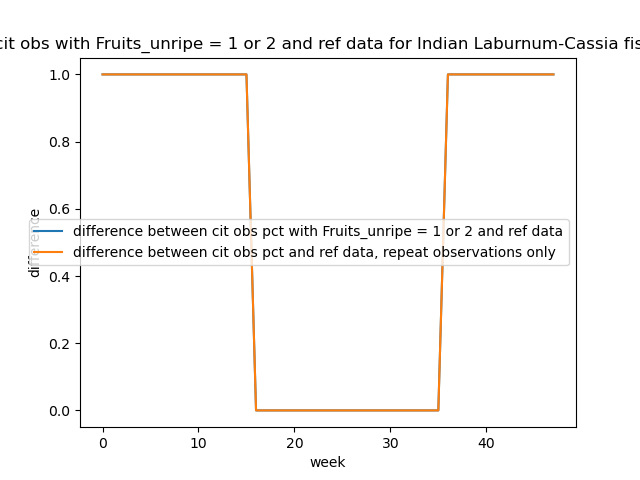 cit obs with Fruits_unripe = 1 or 2 and ref data for Indian Laburnum-Cassia fis
1.0
0.8
0.6
0.4
0.2
0.0
difference
difference between cit obs pct with Fruits_unripe = 1 or 2 and ref data
difference between cit obs pct and ref data, repeat observations only
0 10 20 30 40
week